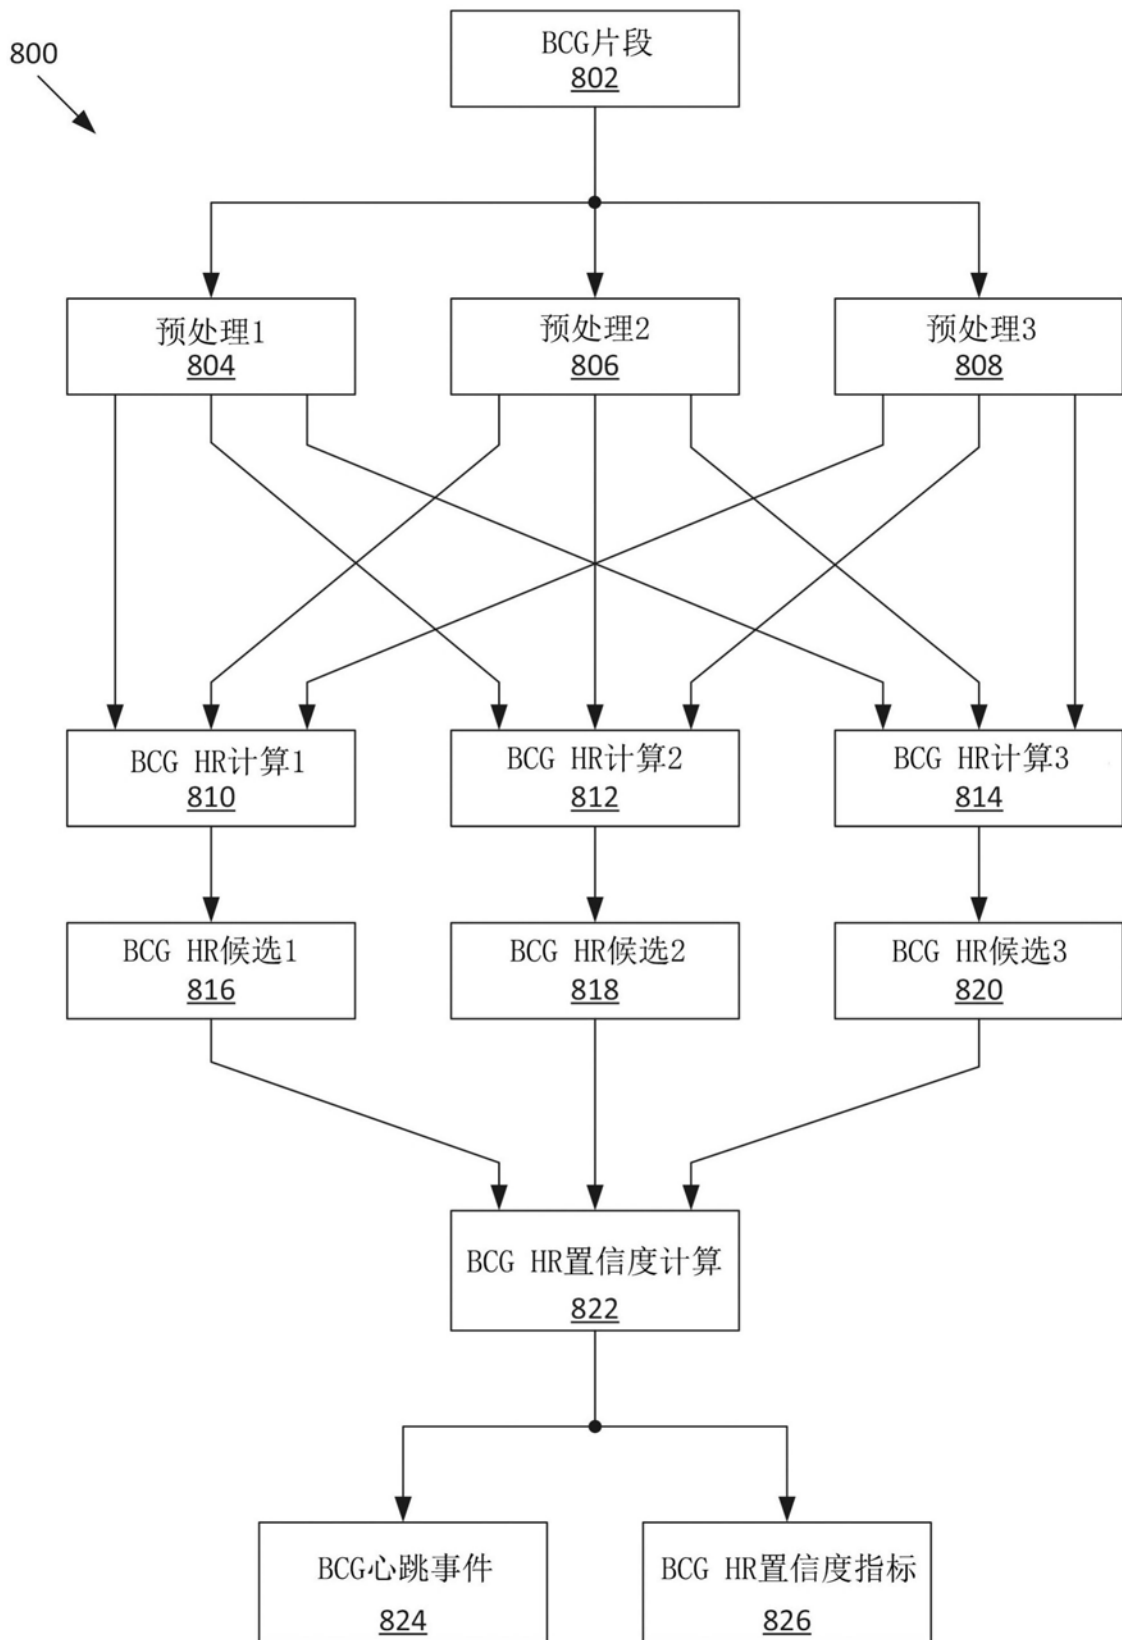 800
BCG片段
802
预处理1
804
预处理2
806
预处理3
808
BCG HR计算1
810
BCG HR计算2
812
BCG HR计算3
814
BCG HR候选1
816
BCG HR候选2
818
BCG HR候选3
820
BCG HR置信度计算
822
BCG心跳事件
824
BCG HR置信度指标
826